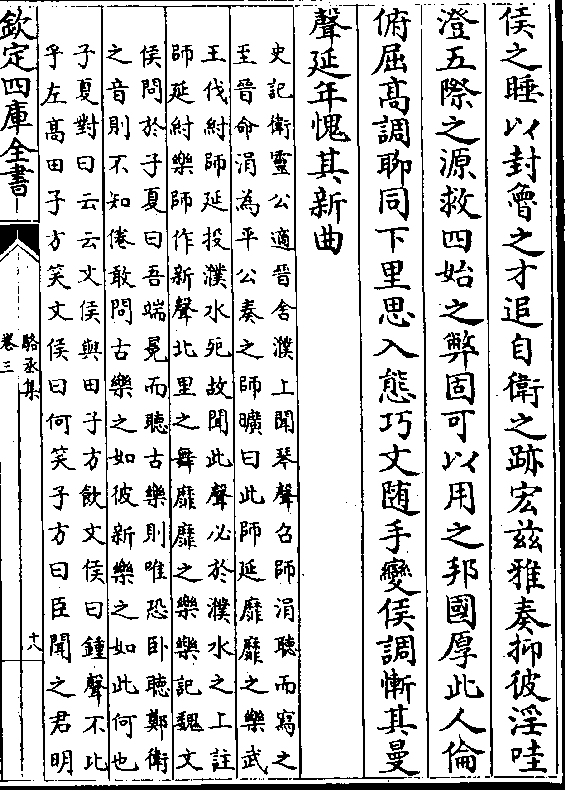 侯之睡以封魯之才追自衛之跡宏兹雅奏抑彼淫哇
澄五際之源救四始之弊固可以用之邦國厚此人倫
俯屈髙調聊同下里思入態巧文隨手變侯調慚其曼
聲延年愧其新曲
史記衛靈公適晉舍濮上聞琴聲召師涓聽而寫之
至晉命涓為平公奏之師曠曰此師延靡靡之樂武
王伐紂師延投濮水死故聞此聲必於濮水之上註
師延紂樂師作新聲北里之舞靡靡之樂樂記魏文
侯問於子夏曰吾端冕而聽古樂則唯恐卧聽鄭衛
之音則不知倦敢問古樂之如彼新樂之如此何也
子夏對曰云云文侯與田子方飲文侯曰鍾聲不比
乎左髙田子方笑文侯曰何笑子方曰臣聞之君明
欽定四庫全書
駱丞集
卷三
十八